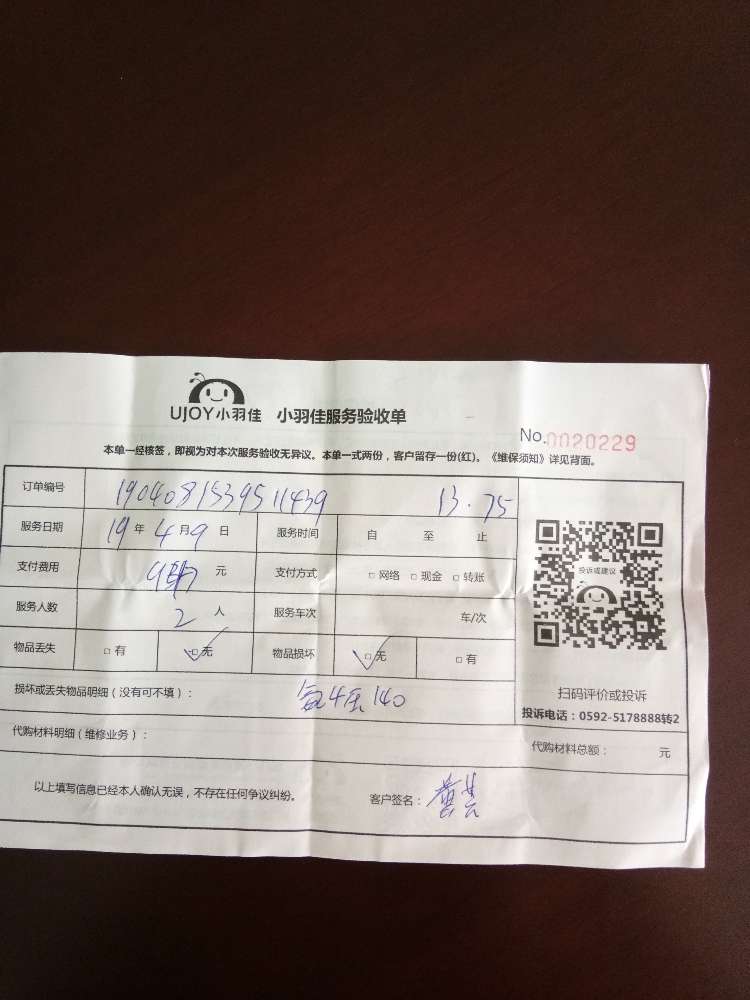 UJOY小羽佳 小羽佳服务验收单
No.0020229
本单一经核签，即视为对本次服务验收无异议。本单一式两份，客户留存一份(红)。《维保须知》详见背面。
订单编号 1904081539511439 13.75
服务日期 19年4月9日 服务时间 自 至 止
支付费用 元 支付方式 □网络 □现金 □转账
服务人数 2 人 服务车次 车/次
物品丢失 □有 □无 物品损坏 □无 □有
投诉或建议
扫码评价或投诉
投诉电话：0592-5178888转2
损坏或丢失物品明细（没有可不填）： 140
代购材料明细（维修业务）：
代购材料总额： 元
以上填写信息已经本人确认无误，不存在任何争议纠纷。 客户签名：